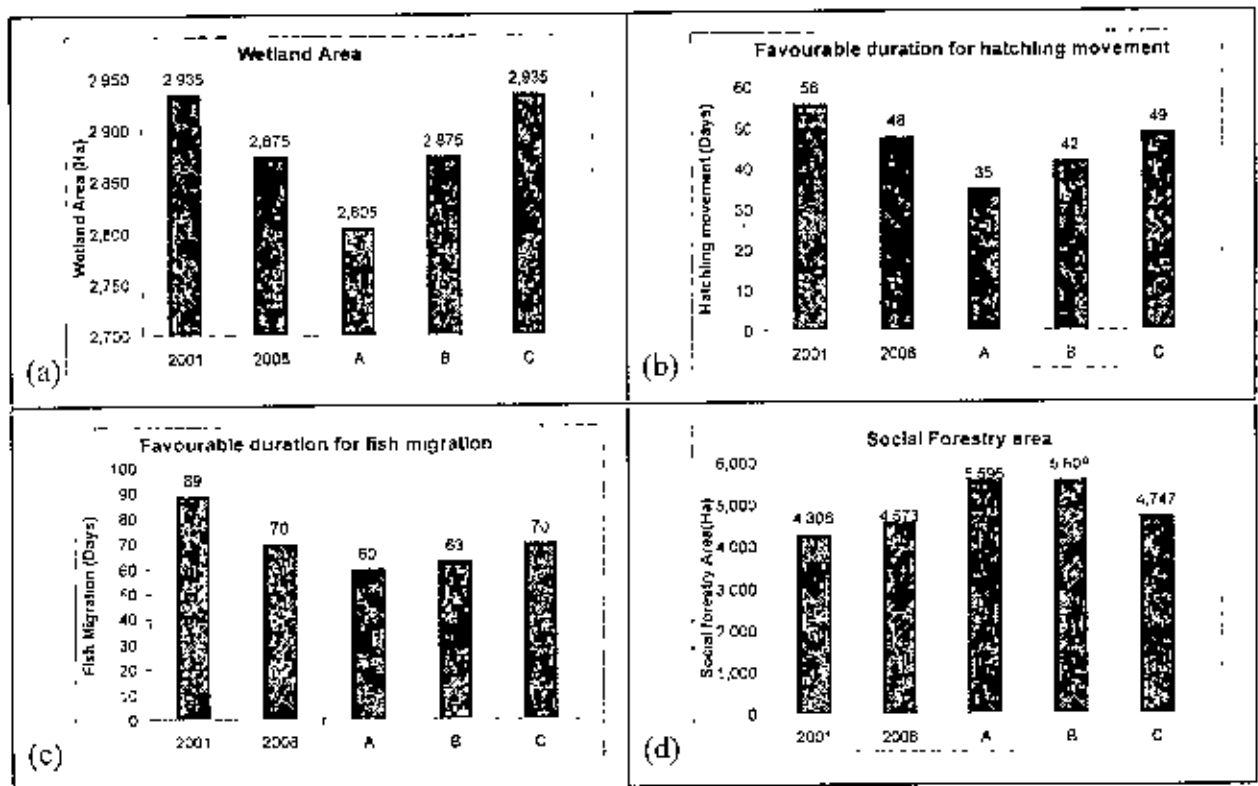 Wetland Area
Wetland Area (Ha)
2,950
2,900
2,850
2,800
2,750
2,700
2 935
2,875
2,805
2 875
2,935
2001
2008
A
B
C
(a)
Favourable duration for hatchling movement
Hatchling movement (Days)
60
50
40
30
20
10
0
56
48
35
42
49
2001
2008
A
B
C
(b)
Favourable duration for fish migration
Fish Migration (Days)
100
90
80
70
60
50
40
30
20
10
0
89
70
60
63
70
2001
2008
A
B
C
(c)
Social Forestry area
Social forestry Area(Ha)
6,000
5,000
4 000
3 000
2 000
1,000
0
4 306
4,573
5,595
4,747
2001
2008
A
B
C
(d)